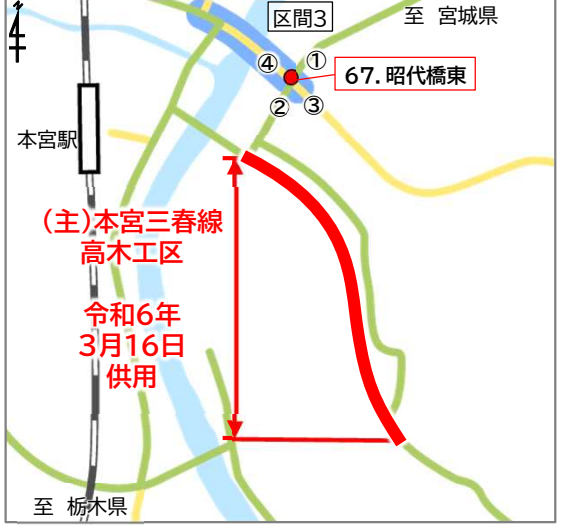 区間3
至 宮城県
④
①
67.昭代橋東
②
③
本宮駅
(主)本宮三春線
高木工区
令和6年
3月16日
供用
至 栃木県